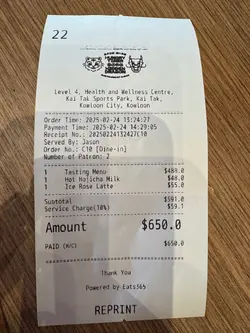 22
Level 4, Health and Wellness Centre,
Kai Tak Sports Park, Kai Tak,
Kowloon City, Kowloon
Order Time: 2025-02-24 13:24:27
Payment Time: 2025-02-24 14:29:05
Receipt No.: 20250224132427C10
Served By: Jason
Order No.: C10 [Dine-in]
Number of Patron: 2
1 Tasting Menu $488.0
1 Hot Hojicha Milk $48.0
1 Ice Rose Latte $55.0
Subtotal $591.0
Service Charge(10%) $59.1
Amount $650.0
PAID (N/C) $650.0
Thank You
Powered by Eats365
REPRINT